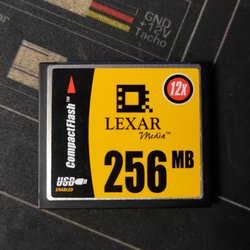 GND
+12V
Tacho
12x
CompactFlash™
LEXAR
Media™
256 MB
USB
ENABLED